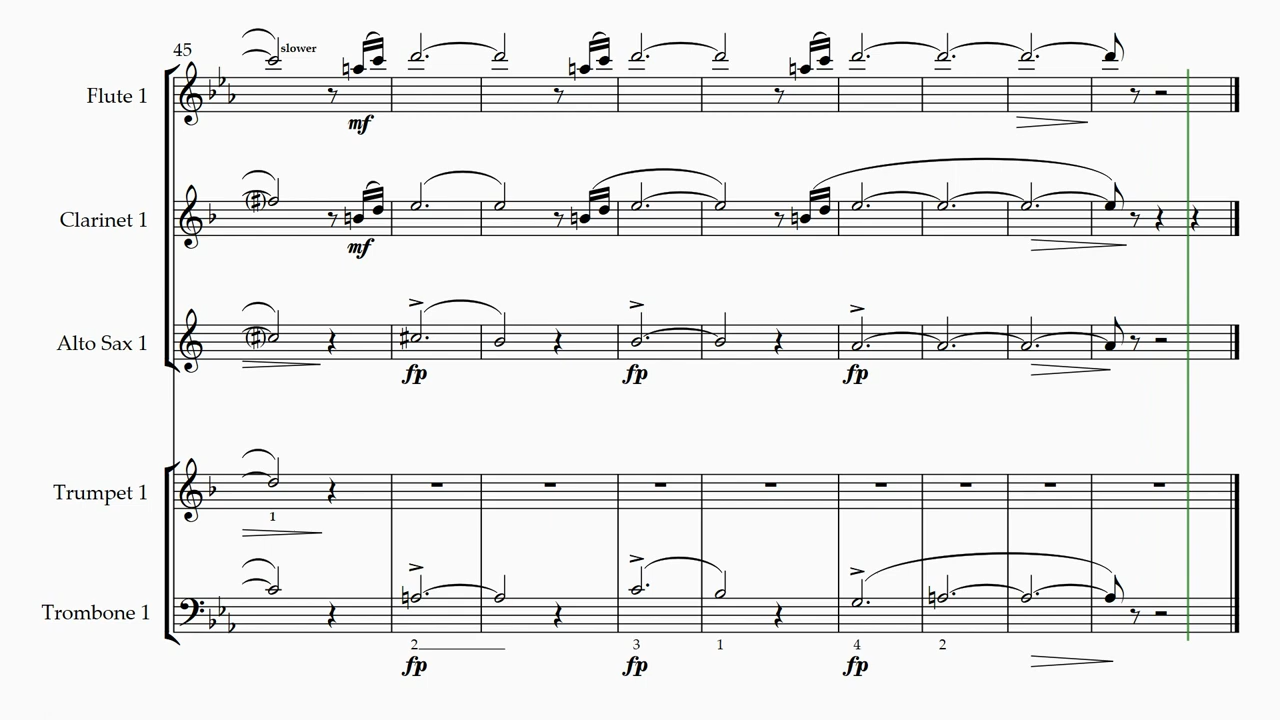 45
slower
Flute 1
mf
Clarinet 1
mf
Alto Sax 1
fp fp fp
Trumpet 1
1
Trombone 1
2 3 1 4 2
fp fp fp